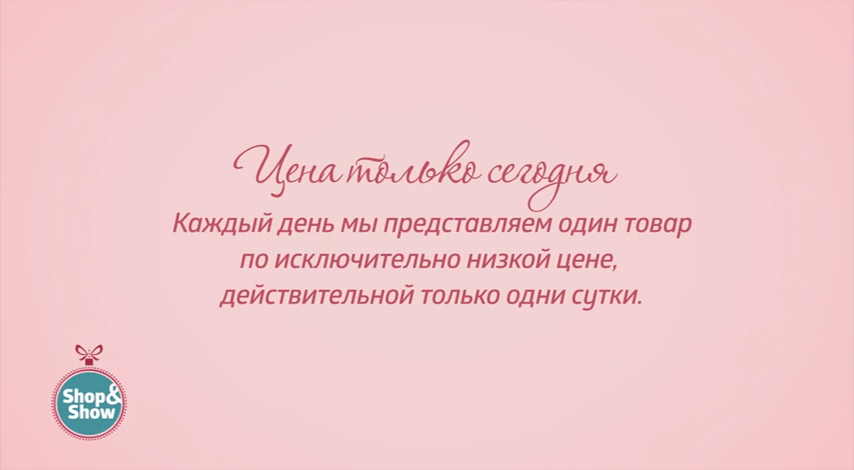 Цена только сегодня
Каждый день мы представляем один товар
по исключительно низкой цене,
действительной только одни сутки.
Shop&
Show